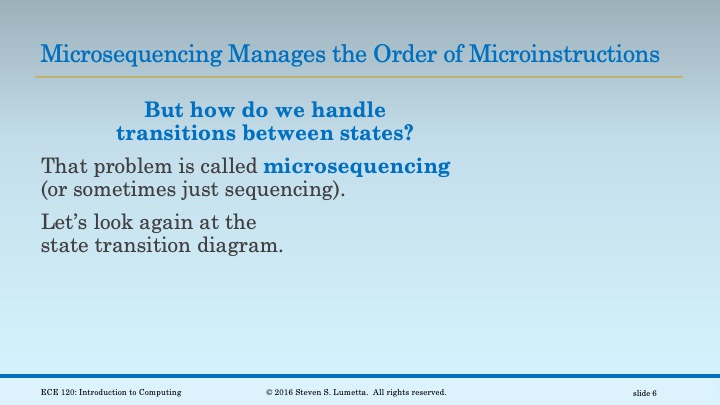 Microsequencing Manages the Order of Microinstructions
But how do we handle
transitions between states?
That problem is called microsequencing
(or sometimes just sequencing).
Let’s look again at the
state transition diagram.
ECE 120: Introduction to Computing
© 2016 Steven S. Lumetta.  All rights reserved.
slide 6